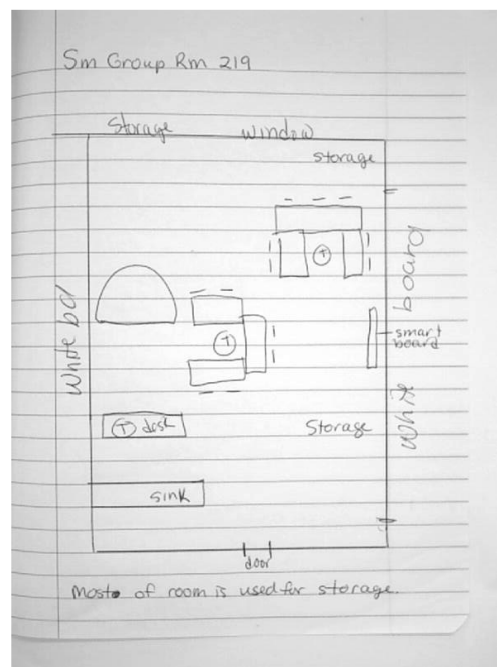 Sm Group Rm 219
Storage window
storage
White board
White bd
T
T
smart board
T desk
Storage
sink
door
Most of room is used for storage.